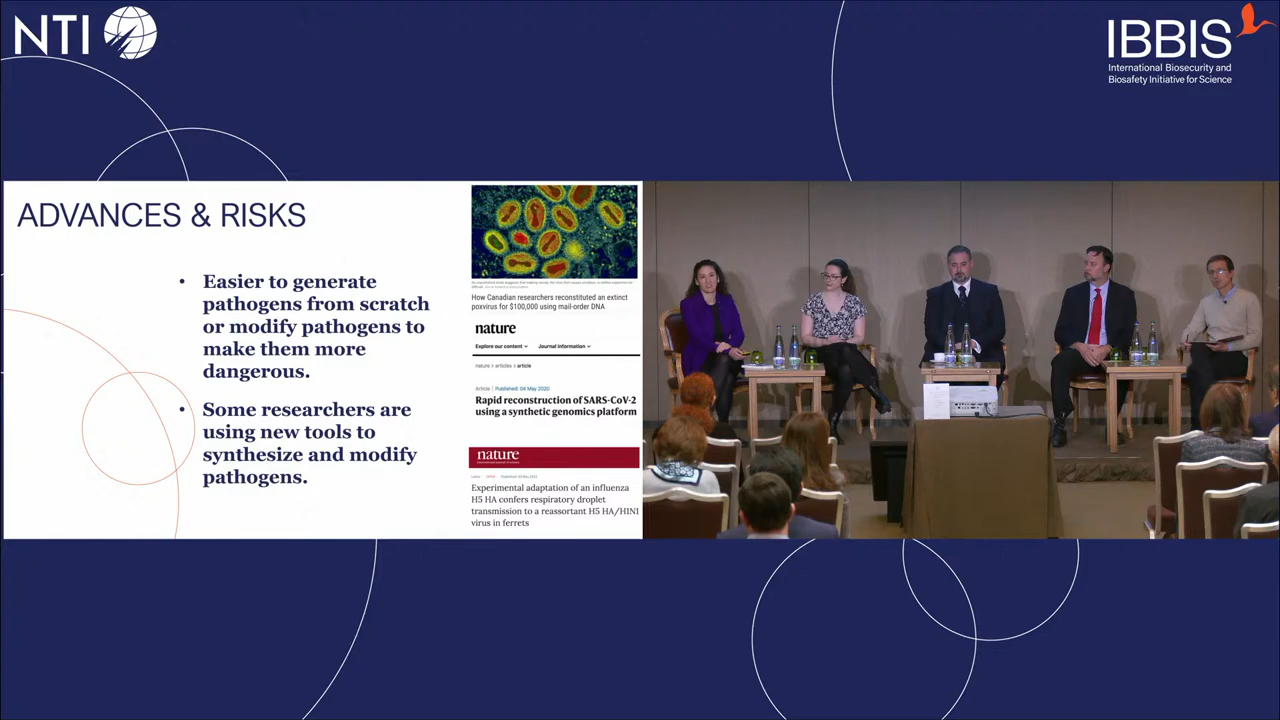 NTI
IBBIS
International Biosecurity and
Biosafety Initiative for Science
ADVANCES & RISKS
• Easier to generate
pathogens from scratch
or modify pathogens to
make them more
dangerous.
• Some researchers are
using new tools to
synthesize and modify
pathogens.
How Canadian researchers reconstituted an extinct
poxvirus for $100,000 using mail-order DNA
nature
Explore our content Journal information
nature > articles > article
Article | Published: 04 May 2020
Rapid reconstruction of SARS-CoV-2
using a synthetic genomics platform
nature
Experimental adaptation of an influenza
H5 HA confers respiratory droplet
transmission to a reassortant H5 HA/H1N1
virus in ferrets